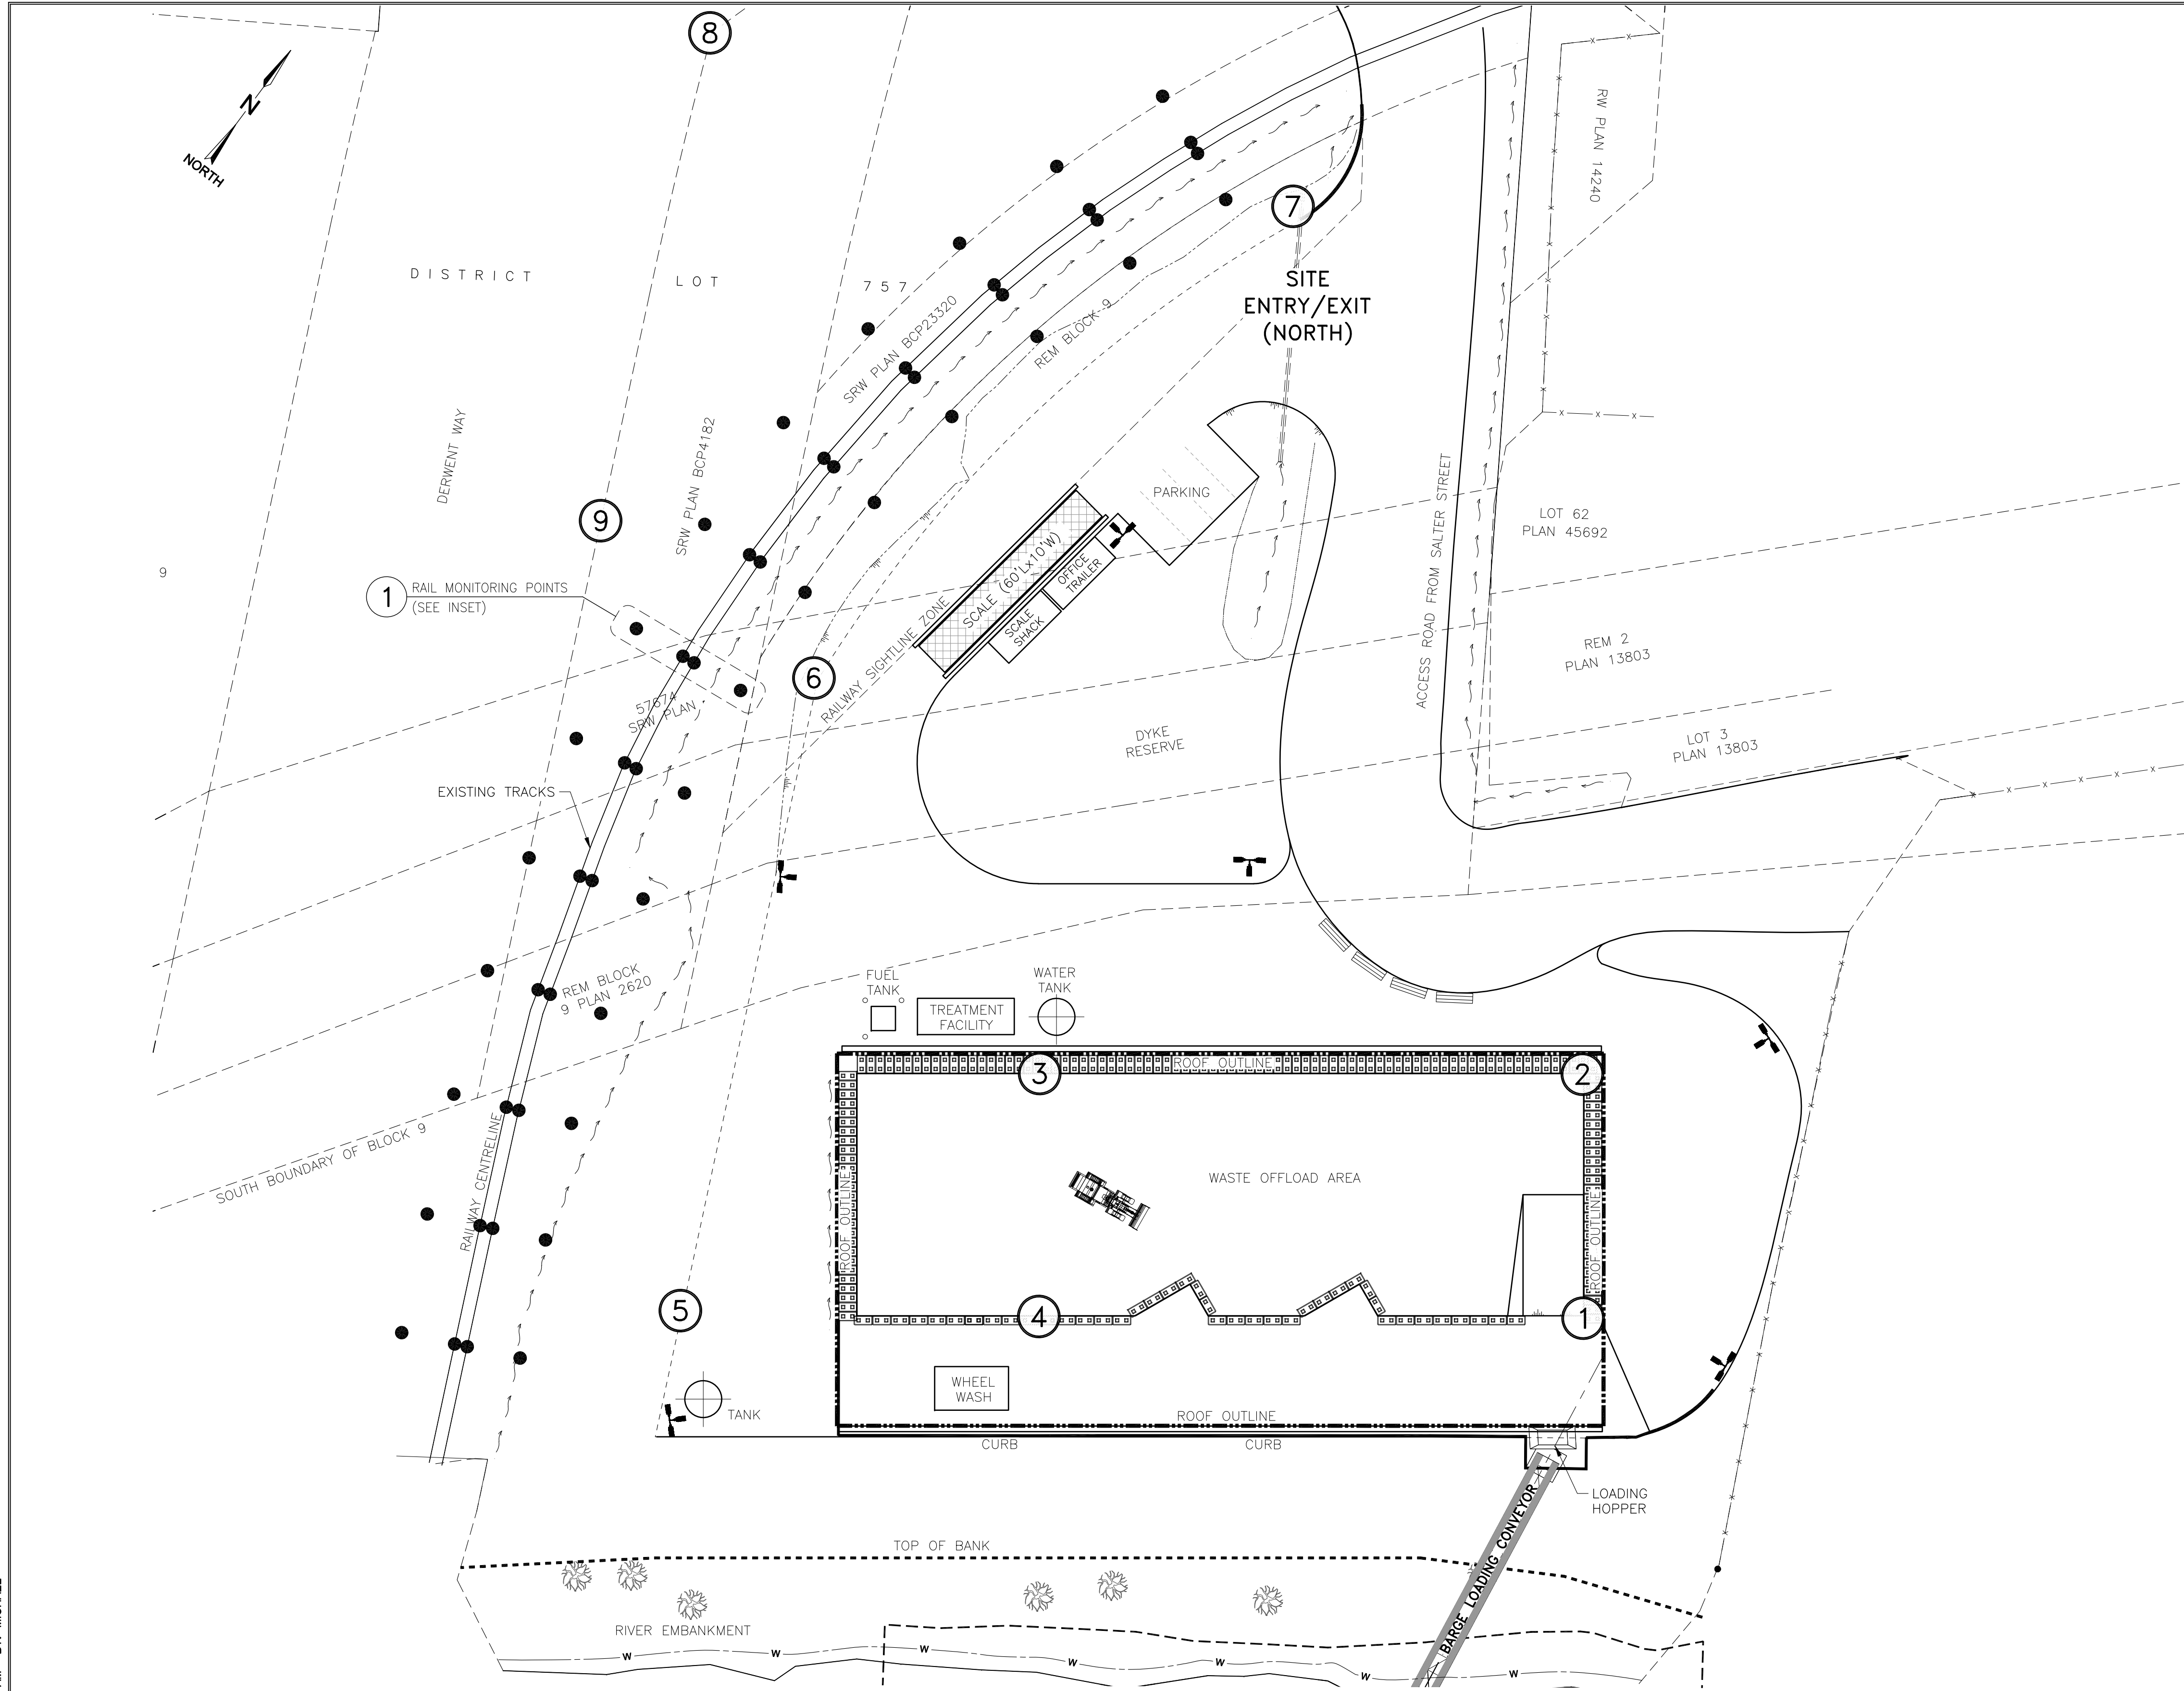 8
N
NORTH
RW PLAN 14240
7
DISTRICT
LOT
757
SITE
ENTRY/EXIT
(NORTH)
SRW PLAN BCP23320
REM BLOCK 9
DERWENT WAY
SRW PLAN BCP4182
9
9
PARKING
ACCESS ROAD FROM SALTER STREET
LOT 62
PLAN 45692
SCALE (60'Lx10'W)
OFFICE
TRAILER
SCALE
SHACK
1
RAIL MONITORING POINTS
(SEE INSET)
RAILWAY SIGHTLINE ZONE
6
REM 2
PLAN 13803
57674
SRW PLAN
DYKE
RESERVE
LOT 3
PLAN 13803
EXISTING TRACKS
REM BLOCK
9 PLAN 2620
FUEL
TANK
TREATMENT
FACILITY
WATER
TANK
ROOF OUTLINE
3
2
SOUTH BOUNDARY OF BLOCK 9
RAILWAY CENTRELINE
ROOF OUTLINE
WASTE OFFLOAD AREA
ROOF OUTLINE
5
4
1
WHEEL
WASH
TANK
ROOF OUTLINE
CURB
CURB
LOADING
HOPPER
BARGE LOADING CONVEYOR
TOP OF BANK
RIVER EMBANKMENT
W
W
W
W
W
W
W